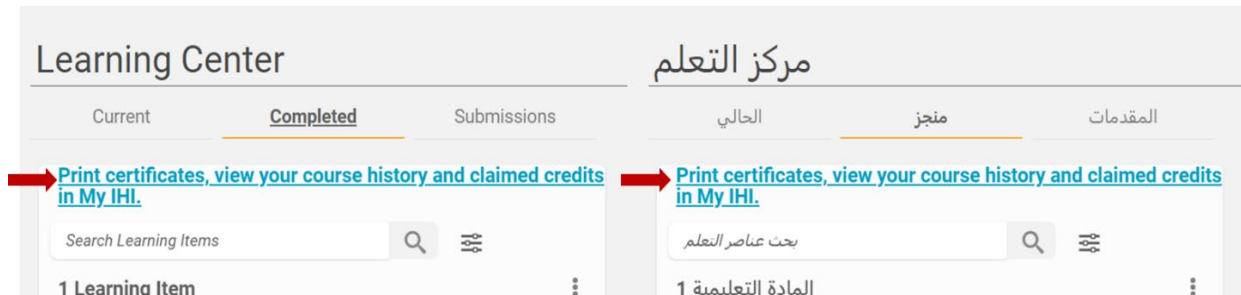 Learning Center
Current Completed Submissions
Print certificates, view your course history and claimed credits
in My IHI.
Search Learning Items
1 Learning Item
مركز التعلم
الحالي منجز المقدمات
Print certificates, view your course history and claimed credits
in My IHI.
بحث عناصر التعلم
المادة التعليمية 1